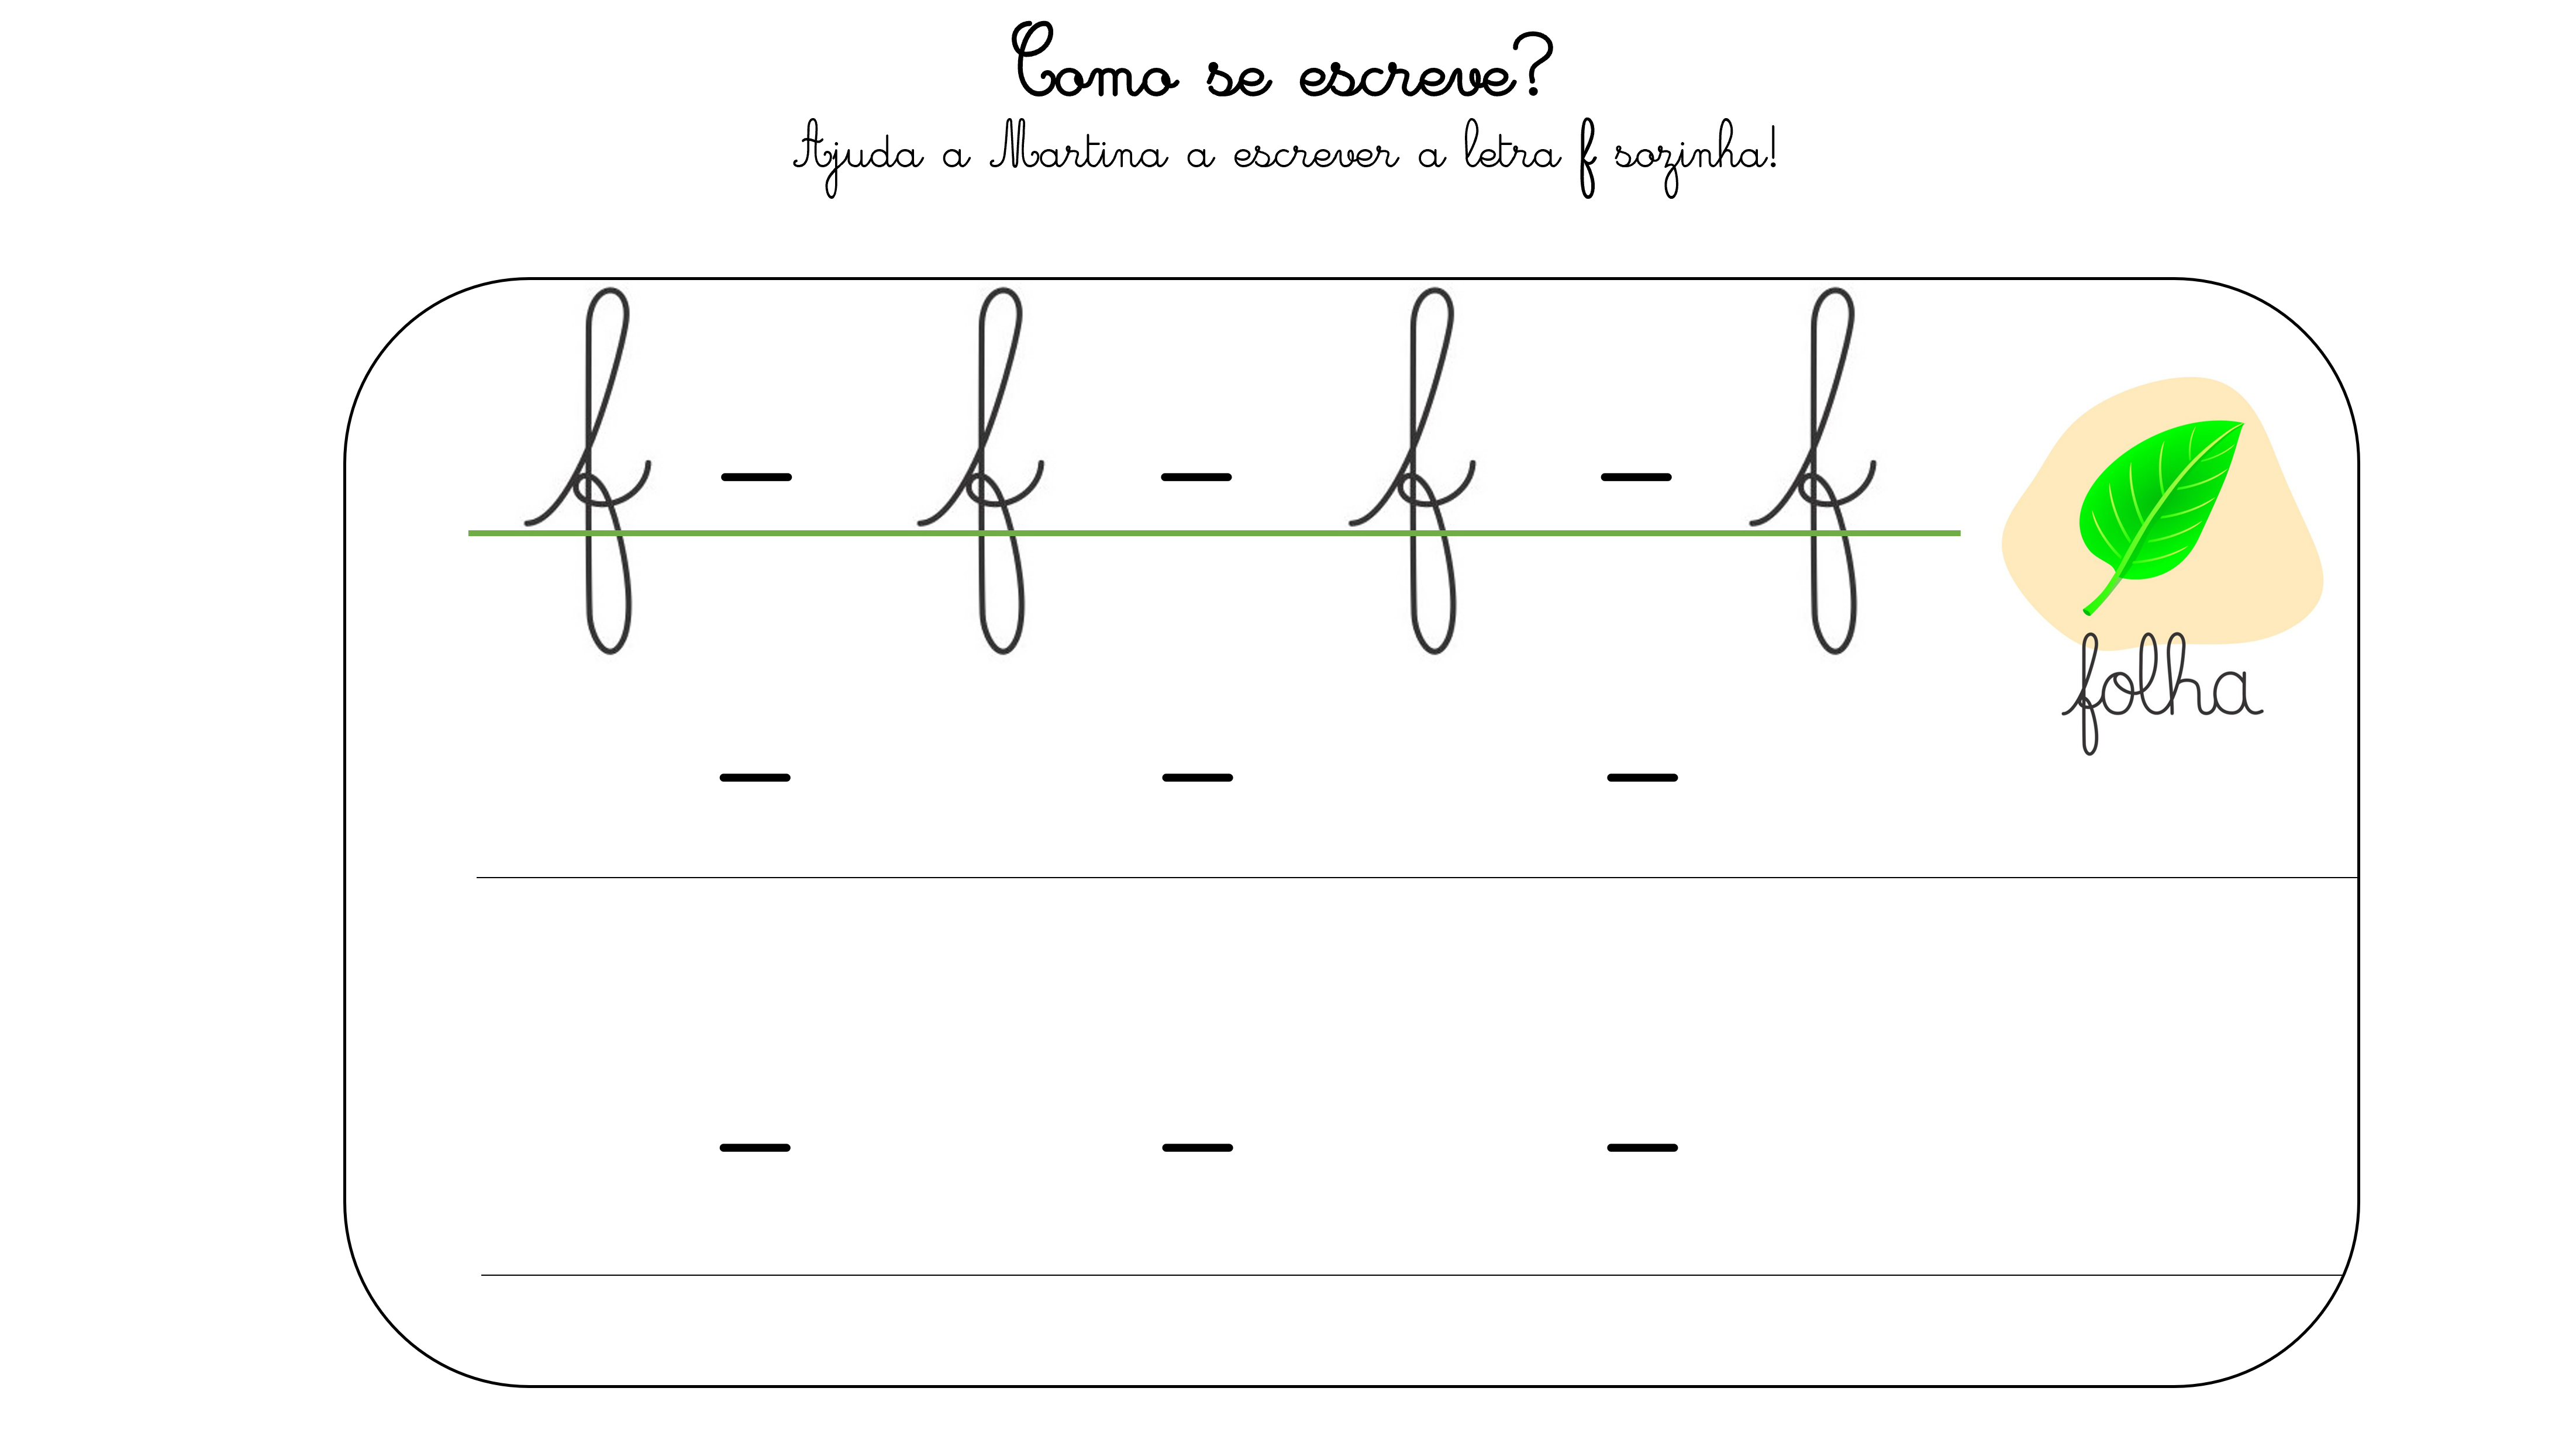 Como se escreve?
Ajuda a Martina a escrever a letra f sozinha!
f - f - f - f
folha
- - -
- - -